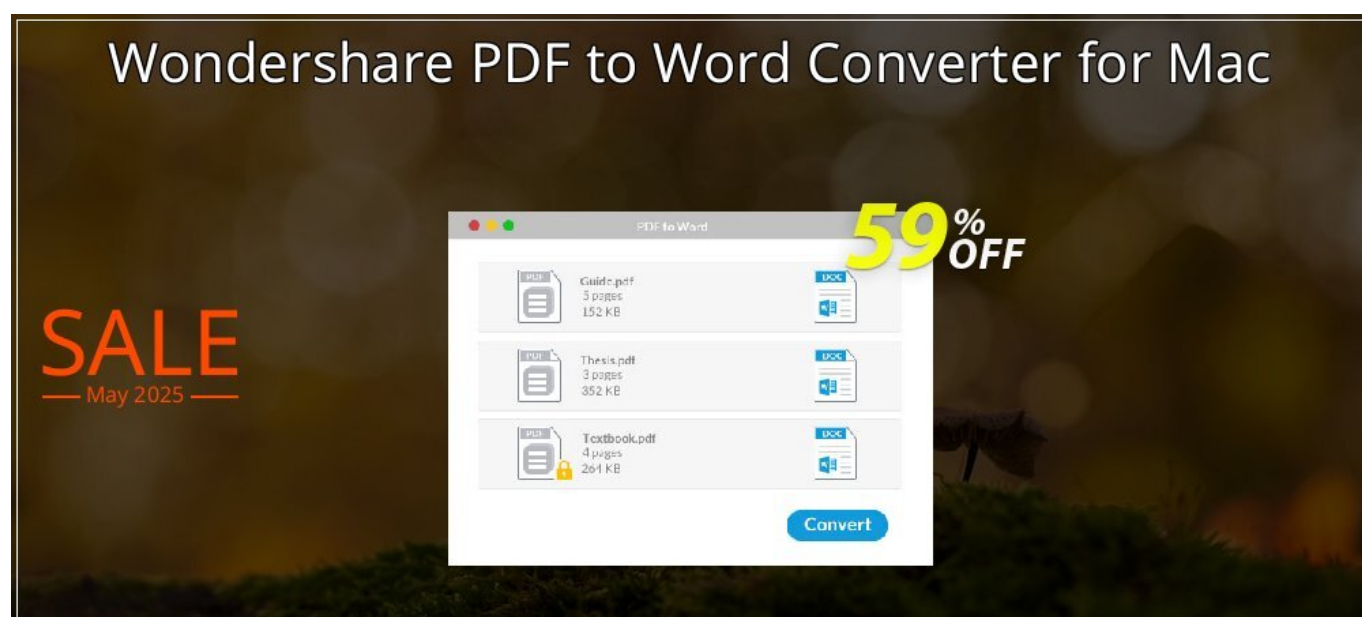 Wondershare PDF to Word Converter for Mac
59% OFF
SALE
May 2025
PDF to Word
PDF
Guide.pdf
5 pages
152 KB
DOC
PDF
Thesis.pdf
3 pages
352 KB
DOC
PDF
Textbook.pdf
4 pages
264 KB
DOC
Convert